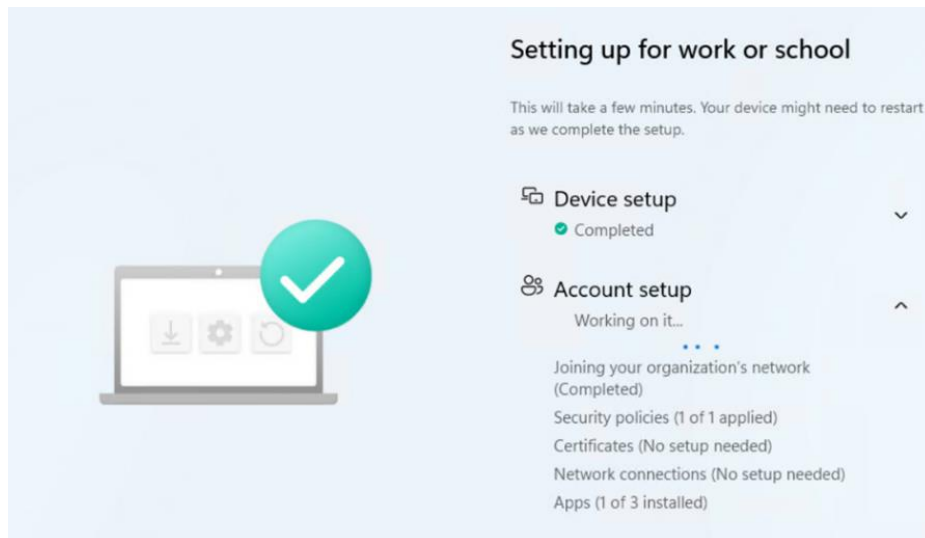 Setting up for work or school
This will take a few minutes. Your device might need to restart
as we complete the setup.
Device setup
Completed
Account setup
Working on it...
Joining your organization's network
(Completed)
Security policies (1 of 1 applied)
Certificates (No setup needed)
Network connections (No setup needed)
Apps (1 of 3 installed)